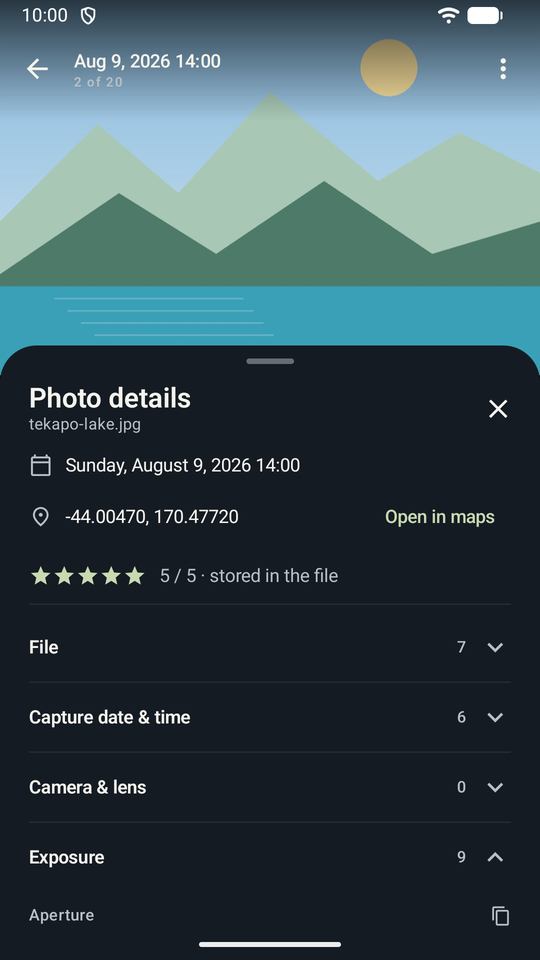 10:00
Aug 9, 2026 14:00
2 of 20
Photo details
tekapo-lake.jpg
Sunday, August 9, 2026 14:00
-44.00470, 170.47720
Open in maps
5 / 5 · stored in the file
File 7
Capture date & time 6
Camera & lens 0
Exposure 9
Aperture